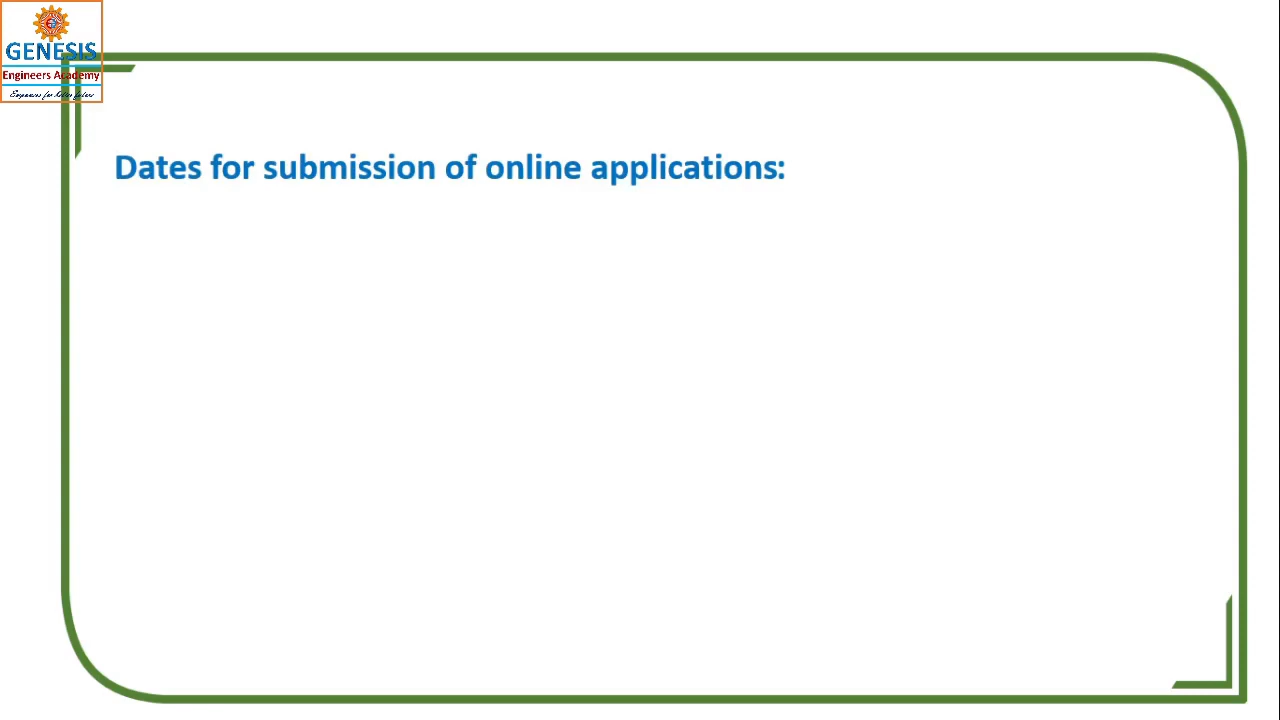 GENESIS
Engineers Academy
Dates for submission of online applications: